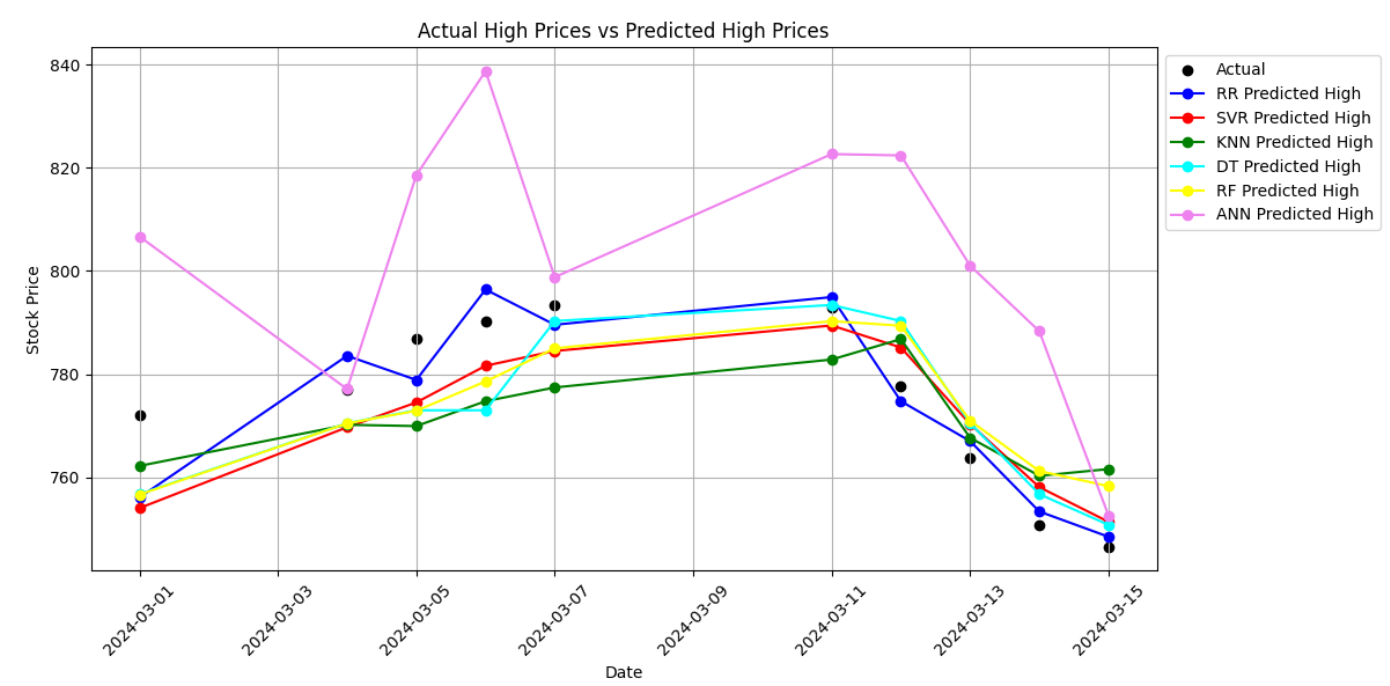 Actual High Prices vs Predicted High Prices
840
820
800
780
760
Stock Price
2024-03-01
2024-03-03
2024-03-05
2024-03-07
2024-03-09
2024-03-11
2024-03-13
2024-03-15
Date
Actual
RR Predicted High
SVR Predicted High
KNN Predicted High
DT Predicted High
RF Predicted High
ANN Predicted High